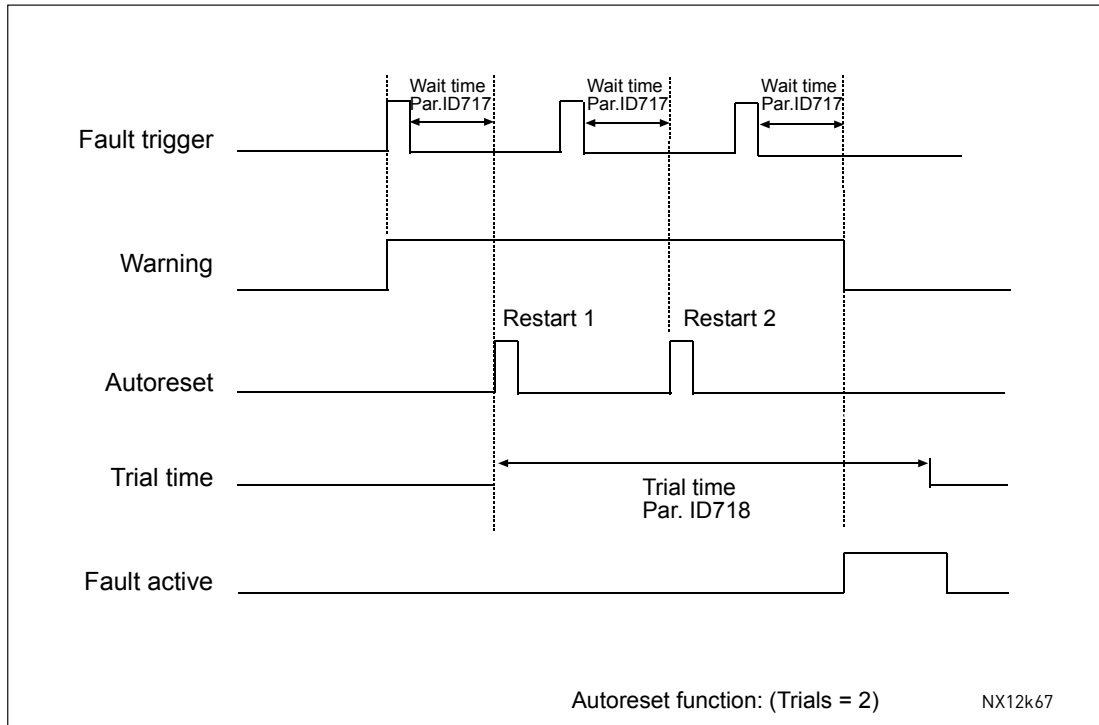 Wait time
Par.ID717
Wait time
Par.ID717
Wait time
Par.ID717
Fault trigger
Warning
Restart 1
Restart 2
Autoreset
Trial time
Trial time
Par. ID718
Fault active
Autoreset function: (Trials = 2)
NX12k67